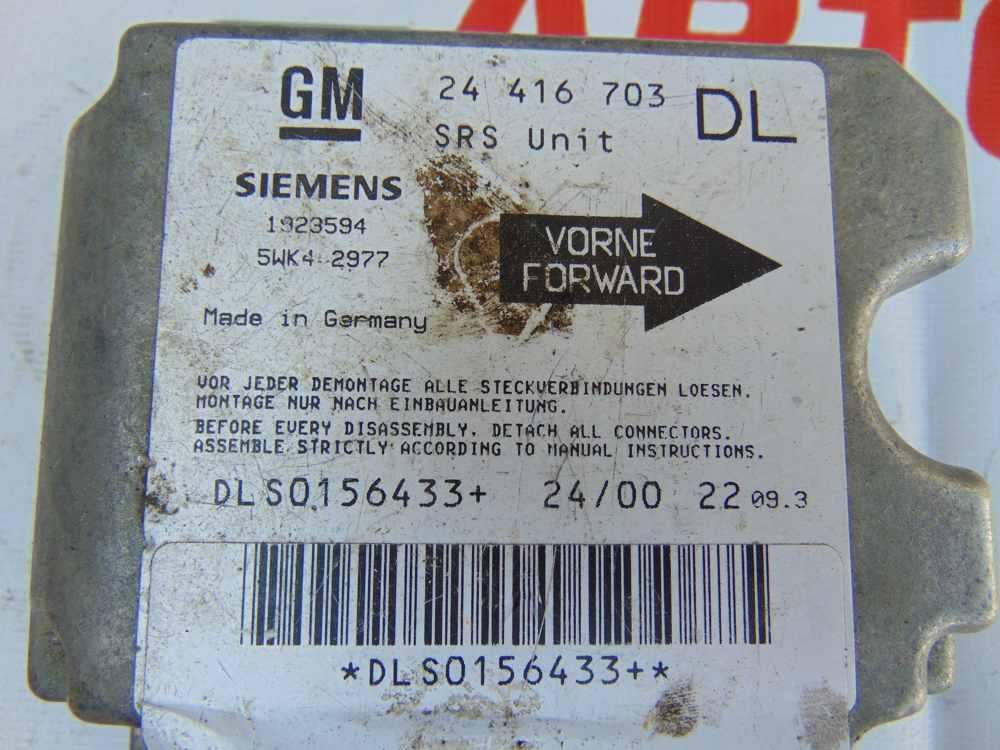 GM 24 416 703 DL
SRS Unit
SIEMENS
1923594
5WK4 2977
VORNE
FORWARD
Made in Germany
VOR JEDER DEMONTAGE ALLE STECKVERBINDUNGEN LOESEN.
MONTAGE NUR NACH EINBAUANLEITUNG.
BEFORE EVERY DISASSEMBLY. DETACH ALL CONNECTORS.
ASSEMBLE STRICTLY ACCORDING TO MANUAL INSTRUCTIONS.
DLS0156433+ 24/00 22 09.3
*DLS0156433+*